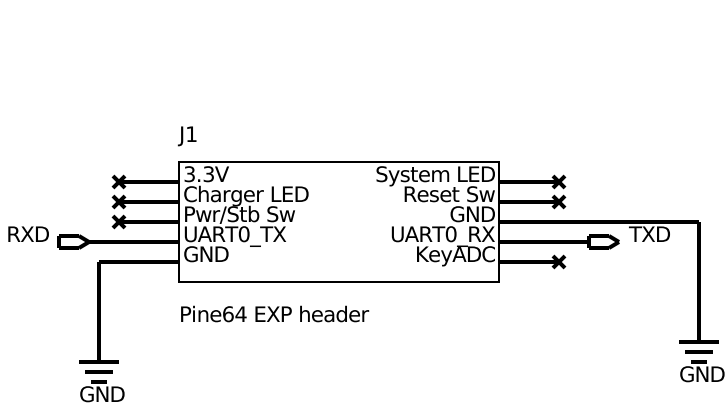 J1
3.3V System LED
Charger LED Reset Sw
Pwr/Stb Sw GND
RXD UART0_TX UART0_RX TXD
GND KeyADC
Pine64 EXP header
GND GND